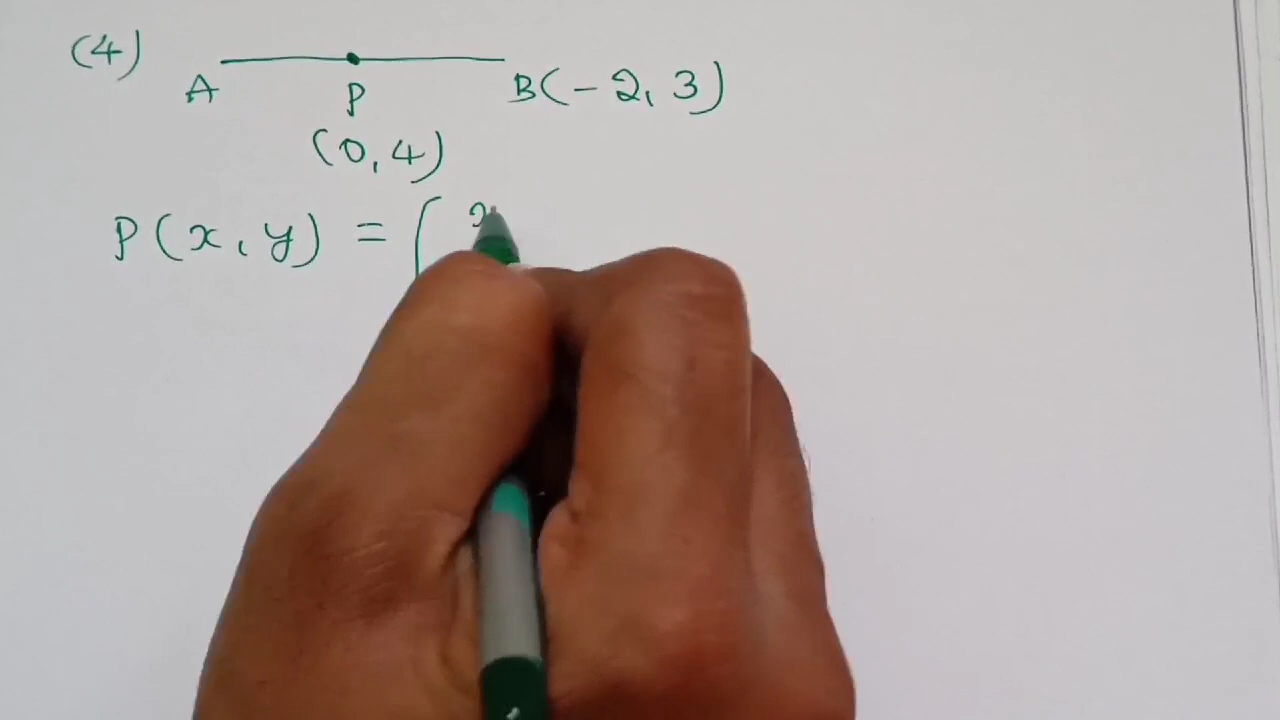 (4)
A P B(-2, 3)
(0, 4)
P(x, y) = (